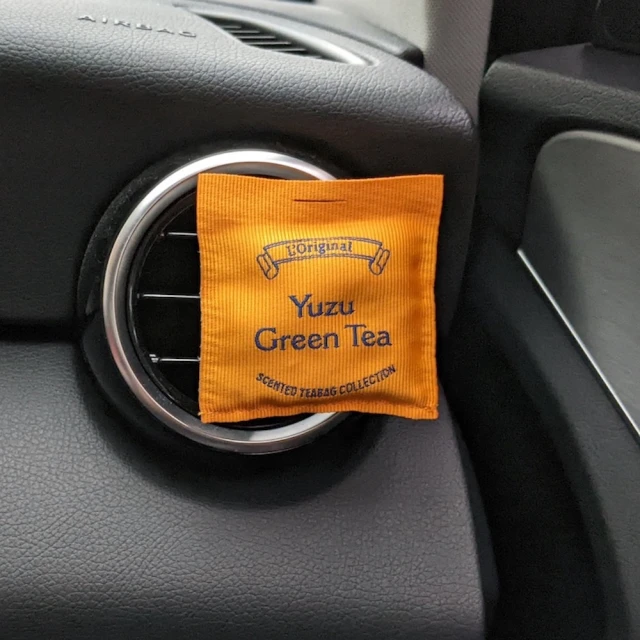 AIRBAG
L'Original
Yuzu
Green Tea
SCENTED TEABAG COLLECTION